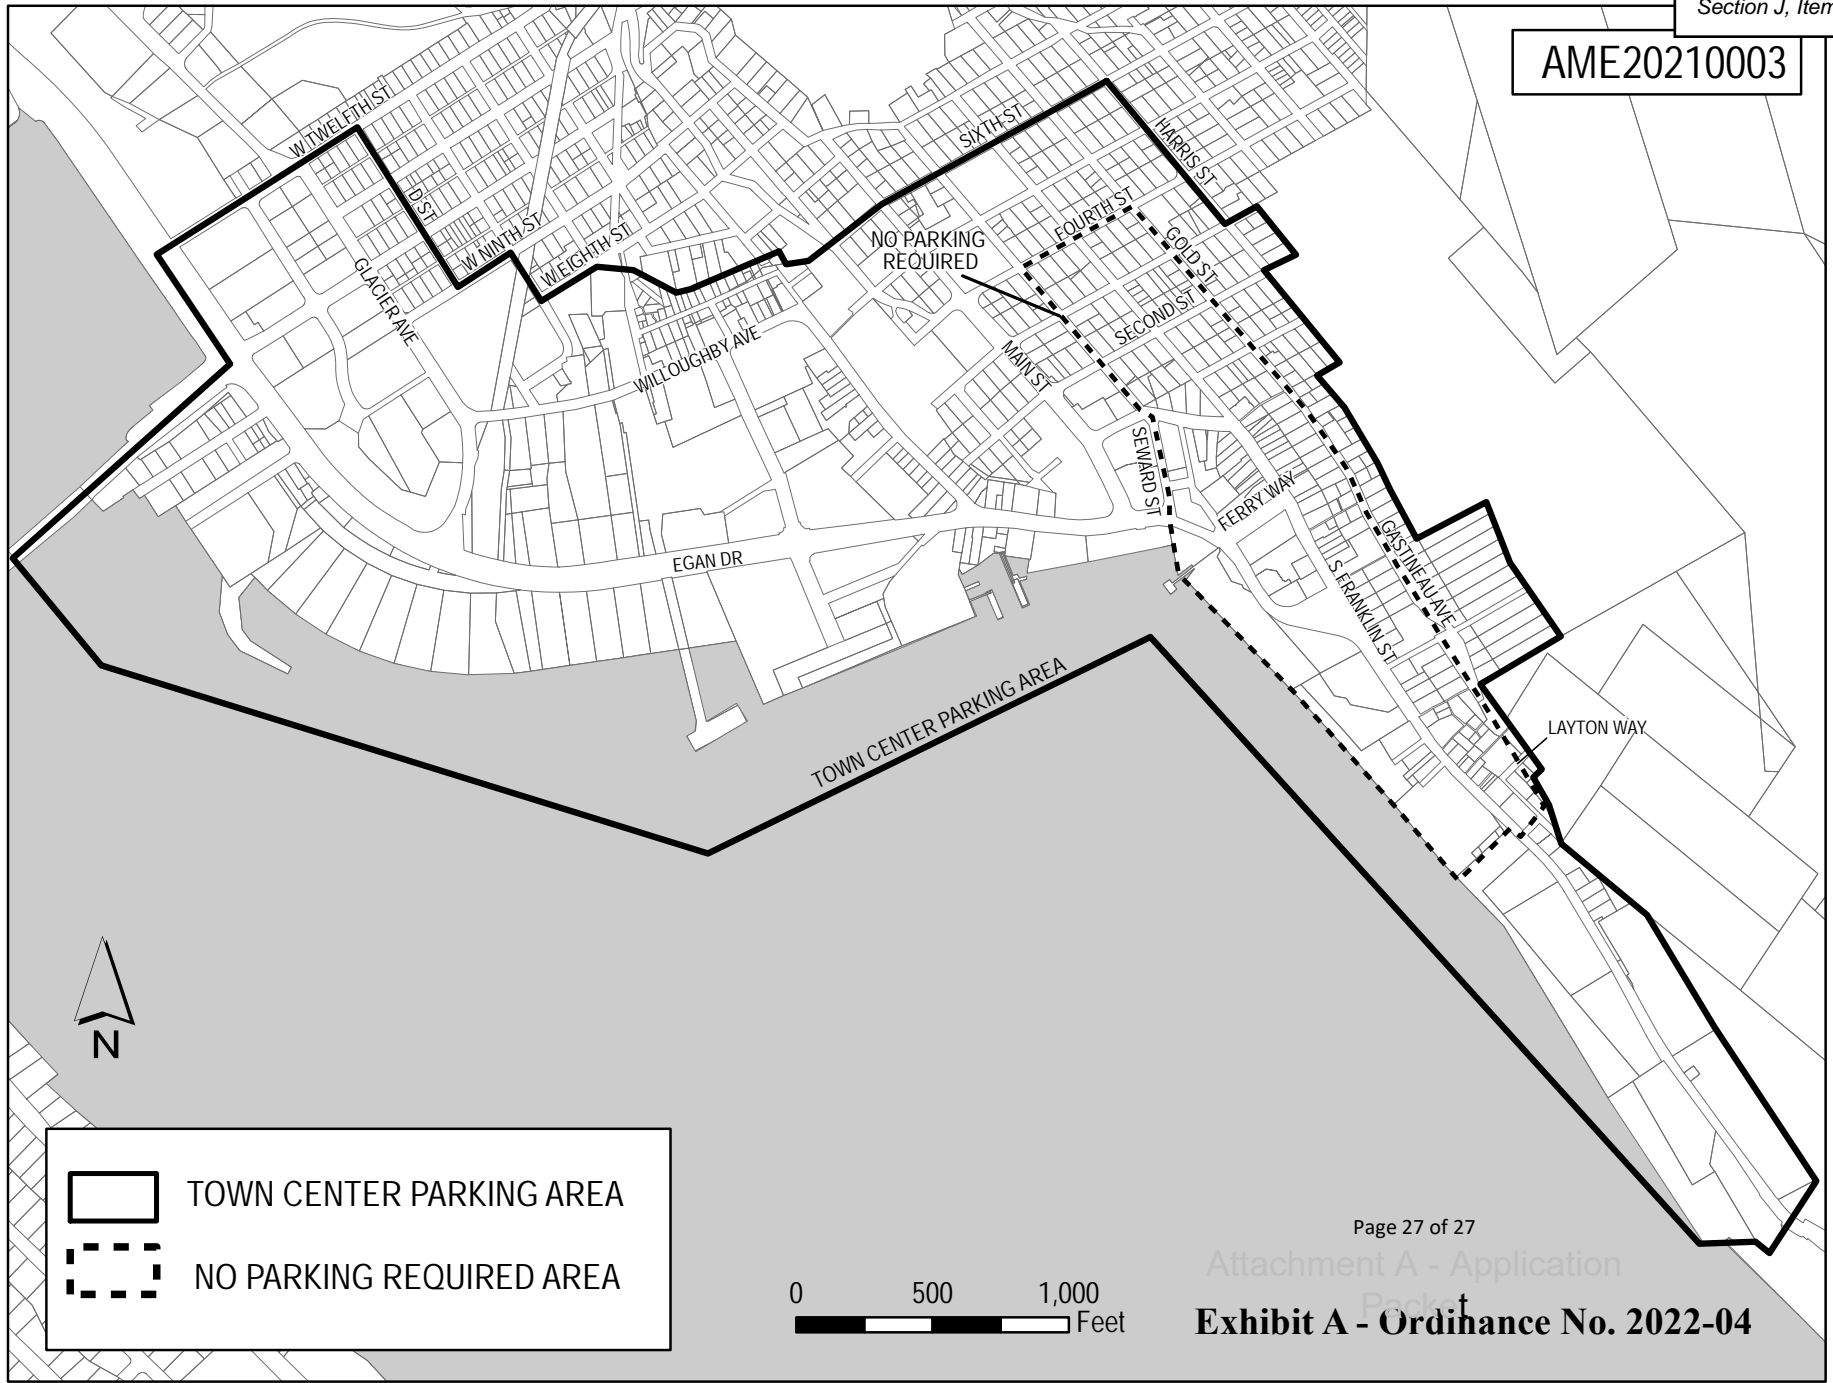 Section J, Item
AME20210003
W TWELFTH ST
SIXTH ST
HARRIS ST
D ST
W NINTH ST
W EIGHTH ST
FOURTH ST
GOLD ST
NO PARKING
REQUIRED
GLACIER AVE
SECOND ST
WILLOUGHBY AVE
MAIN ST
SEWARD ST
FERRY WAY
EGAN DR
GASTINEAU AVE
S FRANKLIN ST
TOWN CENTER PARKING AREA
LAYTON WAY
N
TOWN CENTER PARKING AREA
NO PARKING REQUIRED AREA
0 500 1,000
Feet
Page 27 of 27
Attachment A - Application
Packet
Exhibit A - Ordinance No. 2022-04